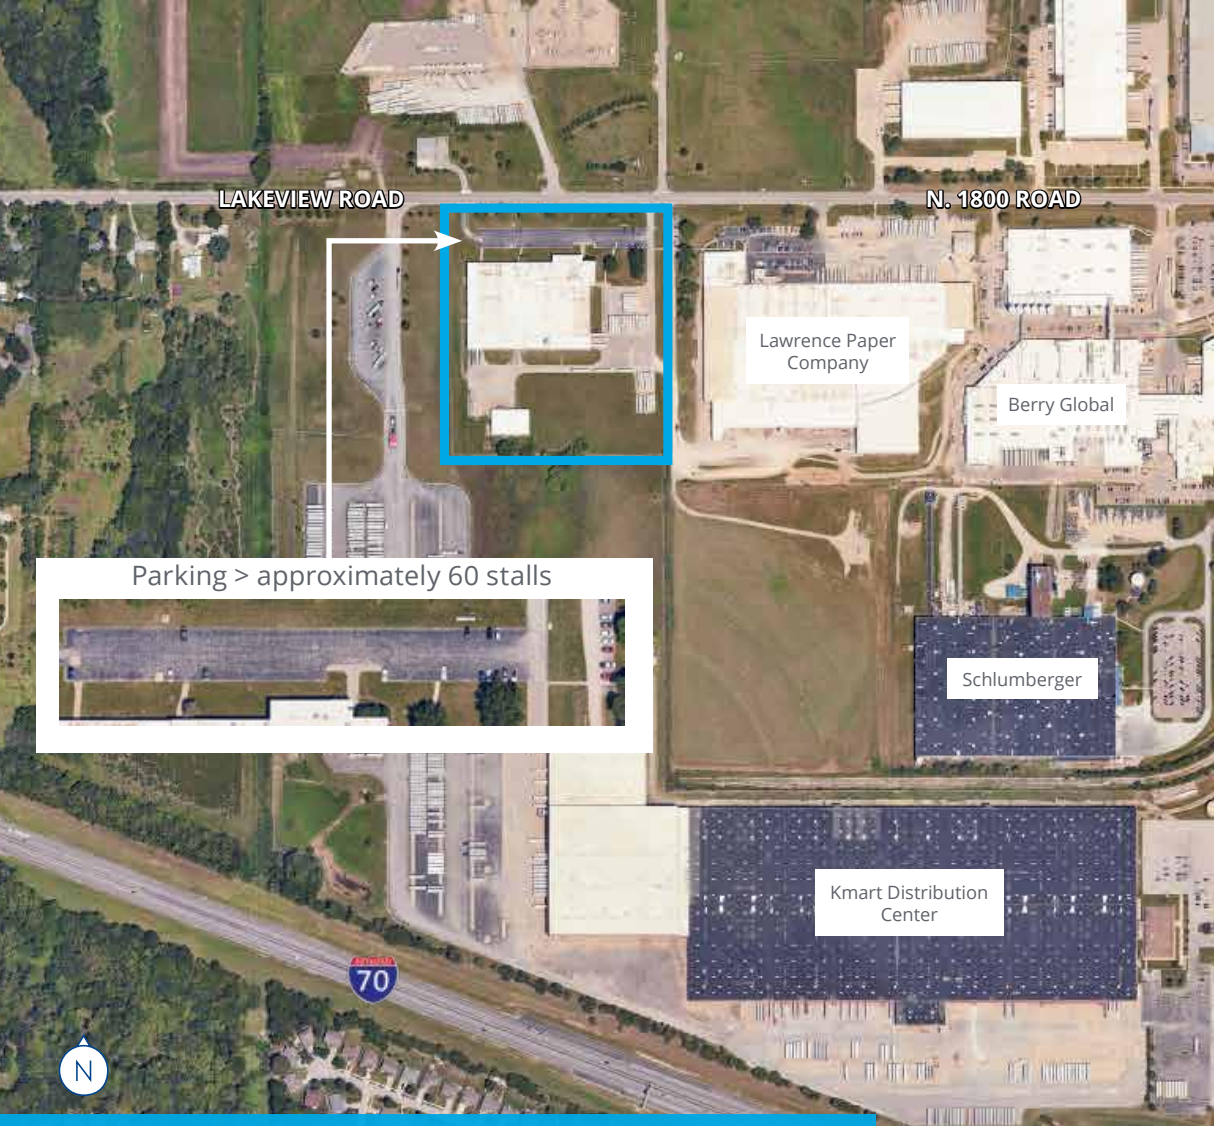 LAKEVIEW ROAD
N. 1800 ROAD
Lawrence Paper
Company
Berry Global
Parking > approximately 60 stalls
Schlumberger
Kmart Distribution
Center
70
N